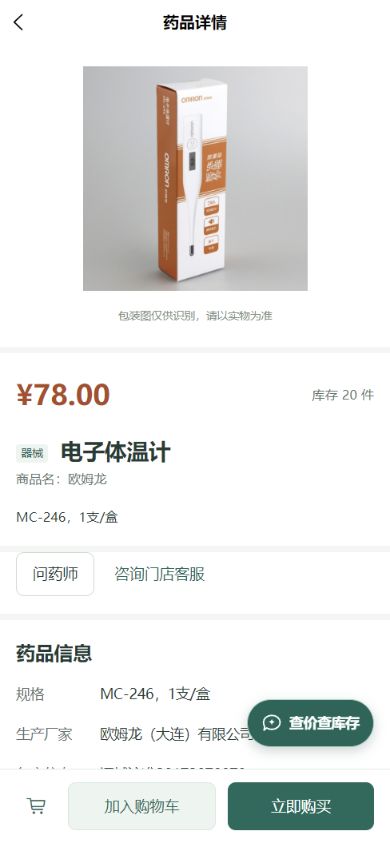 药品详情
OMRON
OMRON
包装图仅供识别，请以实物为准
¥78.00
库存 20 件
器械 电子体温计
商品名：欧姆龙
MC-246，1支/盒
问药师 咨询门店客服
药品信息
规格 MC-246，1支/盒
查价查库存
生产厂家 欧姆龙（大连）有限公司
加入购物车 立即购买